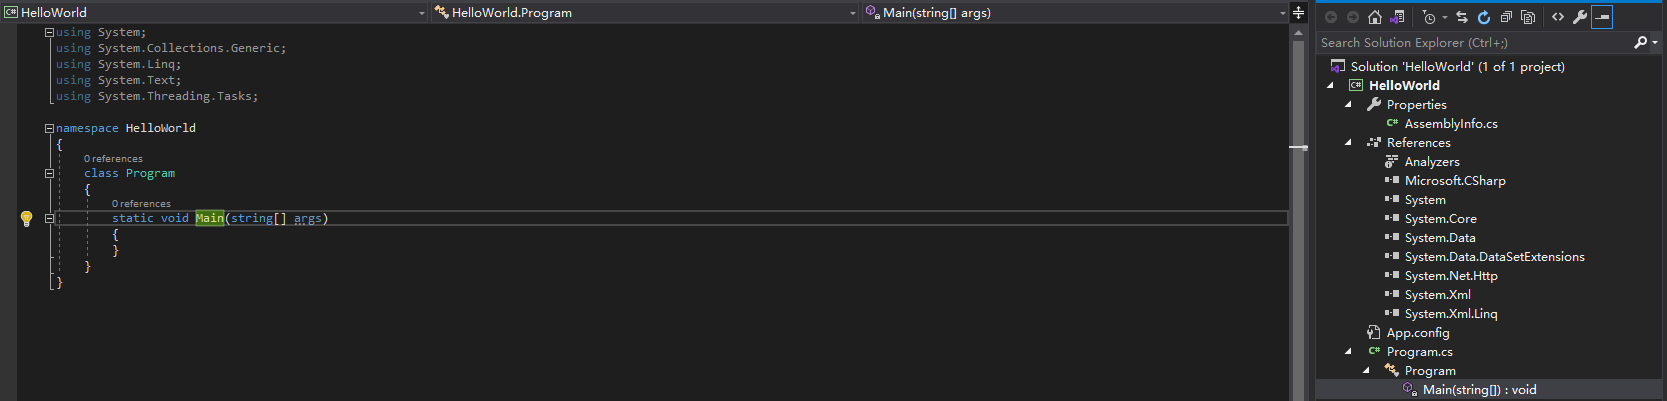 HelloWorld
HelloWorld.Program
Main(string[] args)
using System;
using System.Collections.Generic;
using System.Linq;
using System.Text;
using System.Threading.Tasks;
namespace HelloWorld
{
0 references
class Program
{
0 references
static void Main(string[] args)
{
}
}
}
Search Solution Explorer (Ctrl+;)
Solution 'HelloWorld' (1 of 1 project)
C# HelloWorld
Properties
C# AssemblyInfo.cs
References
Analyzers
Microsoft.CSharp
System
System.Core
System.Data
System.Data.DataSetExtensions
System.Net.Http
System.Xml
System.Xml.Linq
App.config
C# Program.cs
Program
Main(string[]) : void